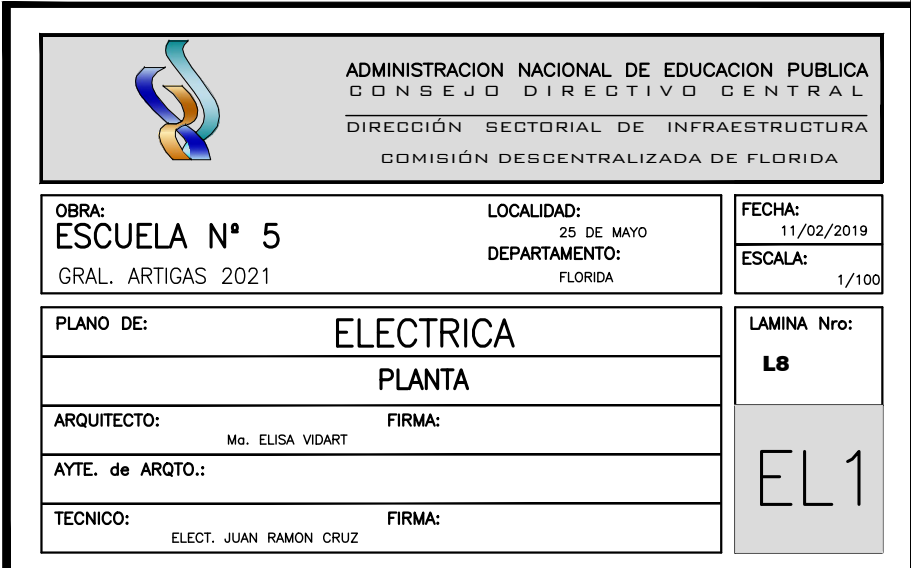 ADMINISTRACION NACIONAL DE EDUCACION PUBLICA
CONSEJO DIRECTIVO CENTRAL
DIRECCIÓN SECTORIAL DE INFRAESTRUCTURA
COMISIÓN DESCENTRALIZADA DE FLORIDA
OBRA:
ESCUELA Nº 5
GRAL. ARTIGAS 2021
LOCALIDAD:
25 DE MAYO
DEPARTAMENTO:
FLORIDA
FECHA:
11/02/2019
ESCALA:
1/100
PLANO DE:
ELECTRICA
PLANTA
LAMINA Nro:
L8
ARQUITECTO:
Ma. ELISA VIDART
FIRMA:
AYTE. de ARQTO.:
TECNICO:
ELECT. JUAN RAMON CRUZ
FIRMA:
EL1